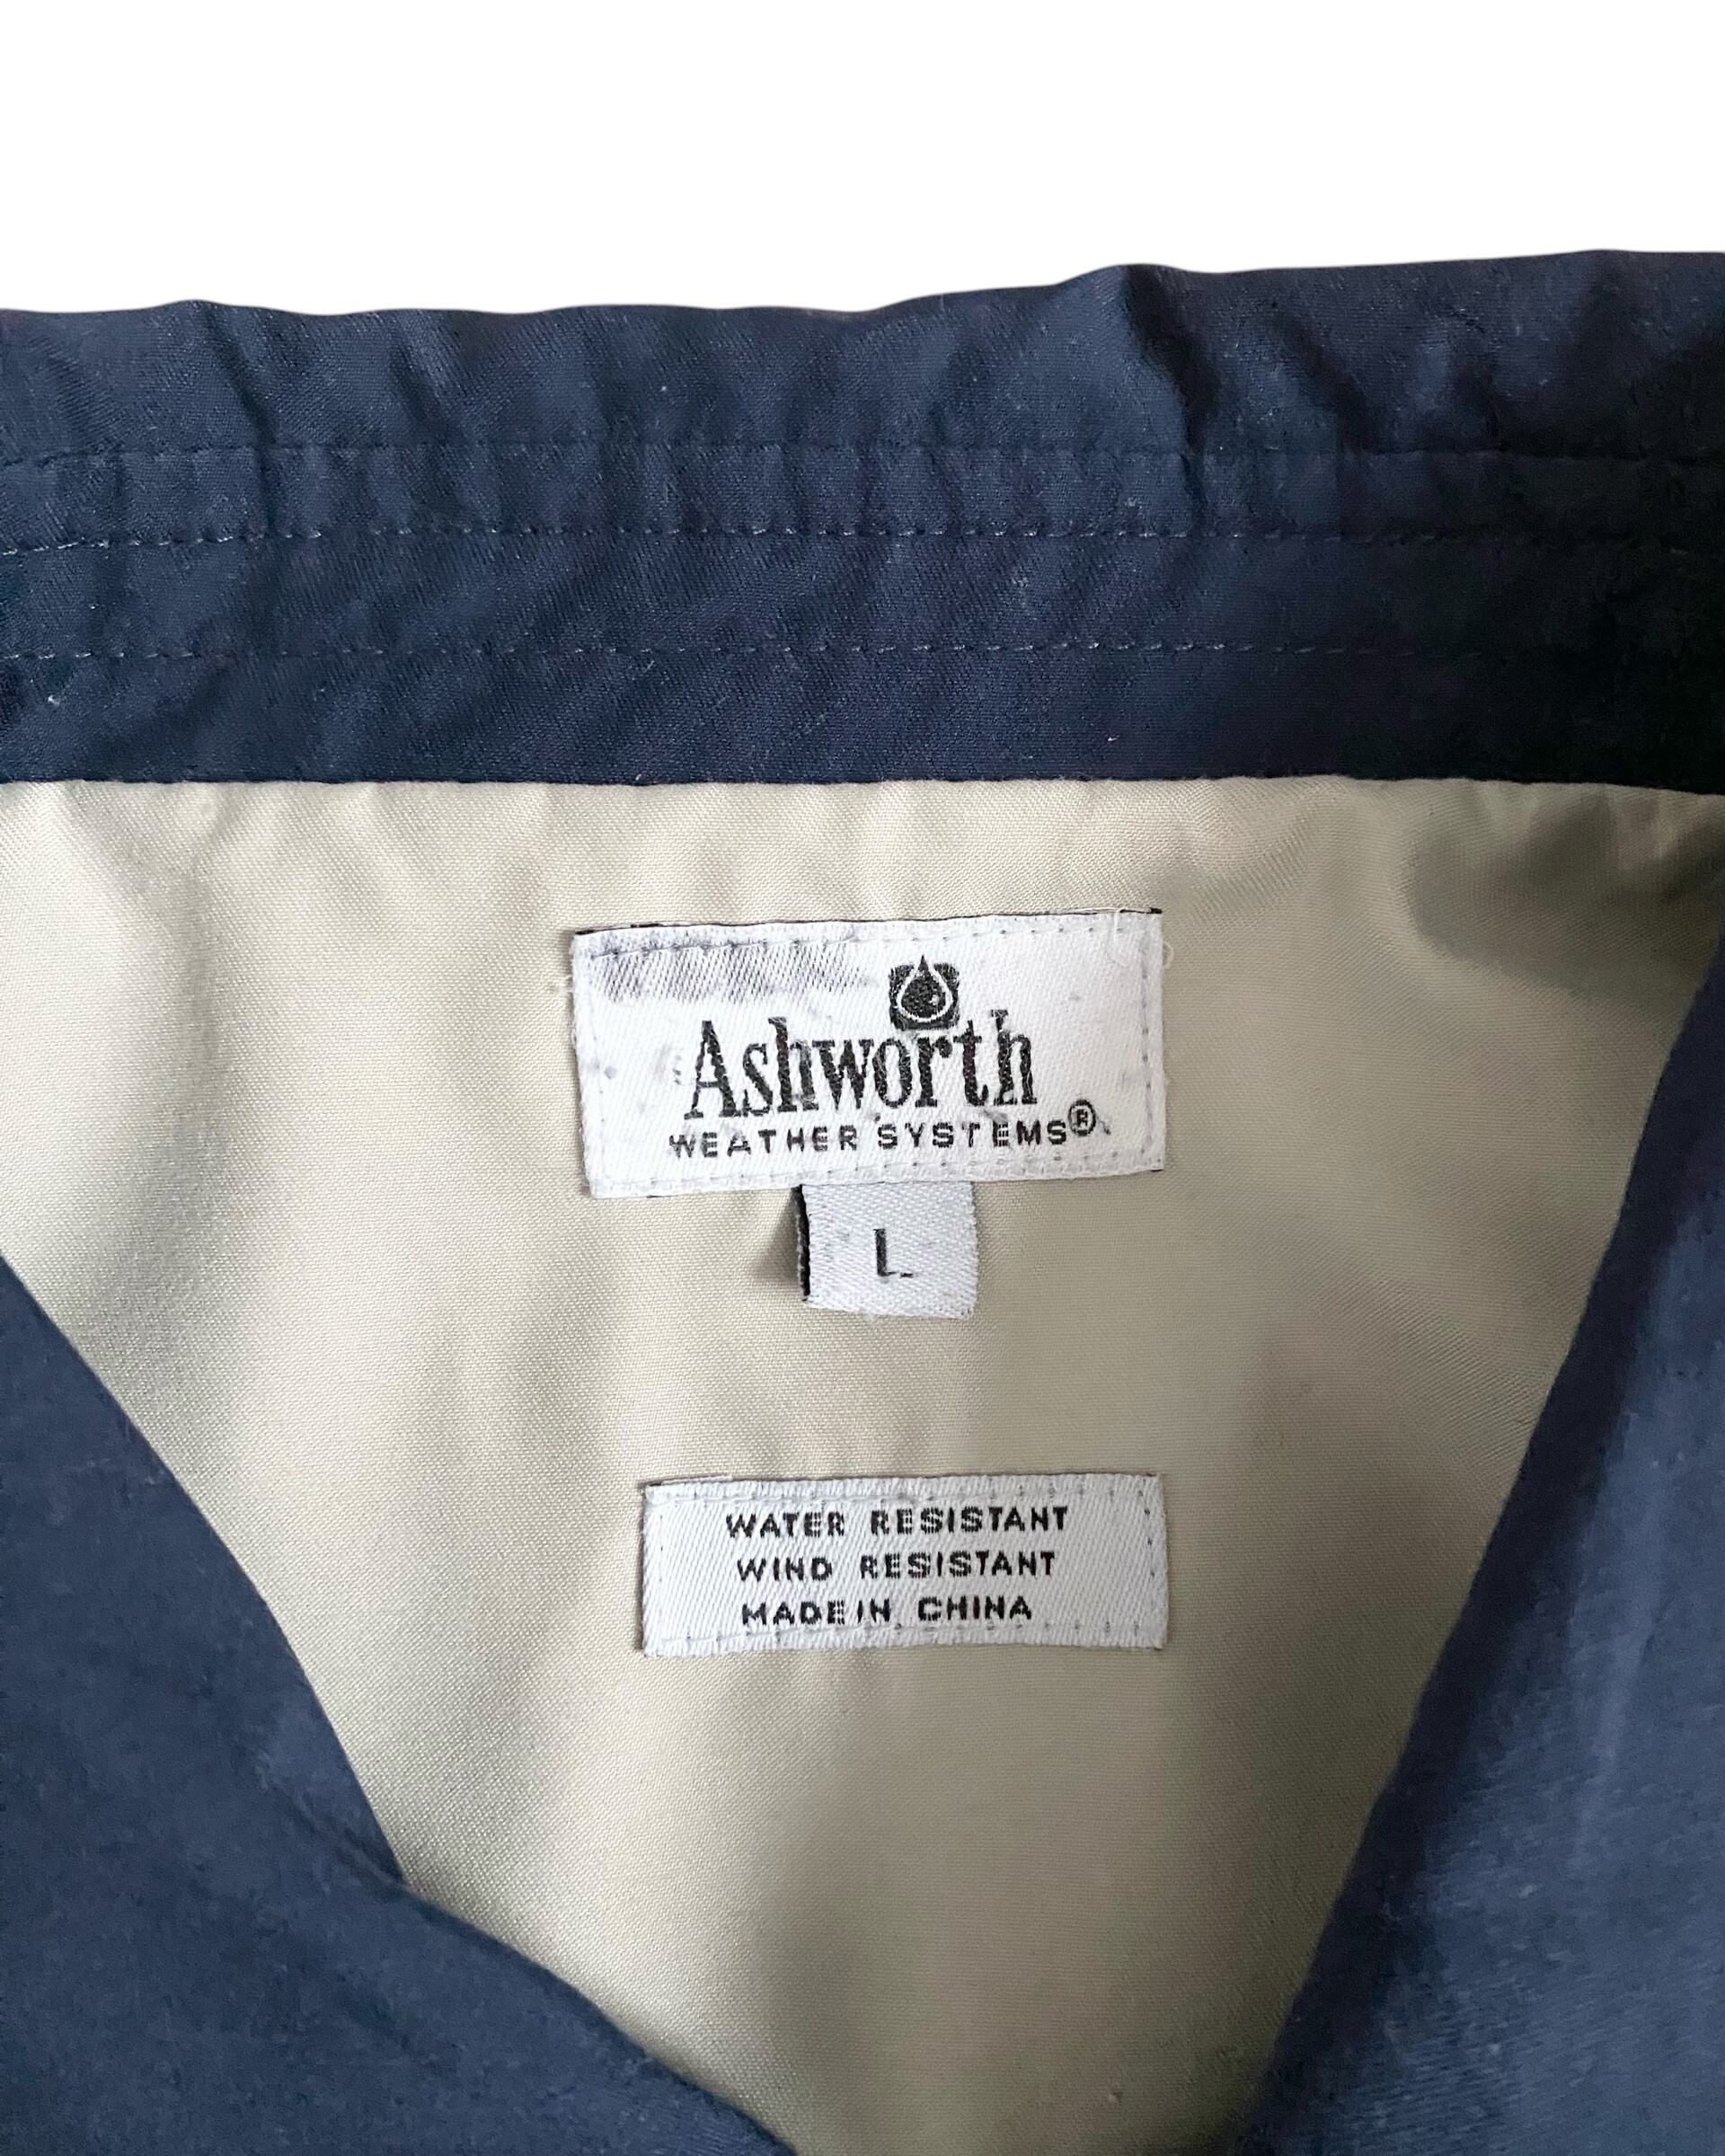 Ashworth
WEATHER SYSTEMS®
L
WATER RESISTANT
WIND RESISTANT
MADE IN CHINA